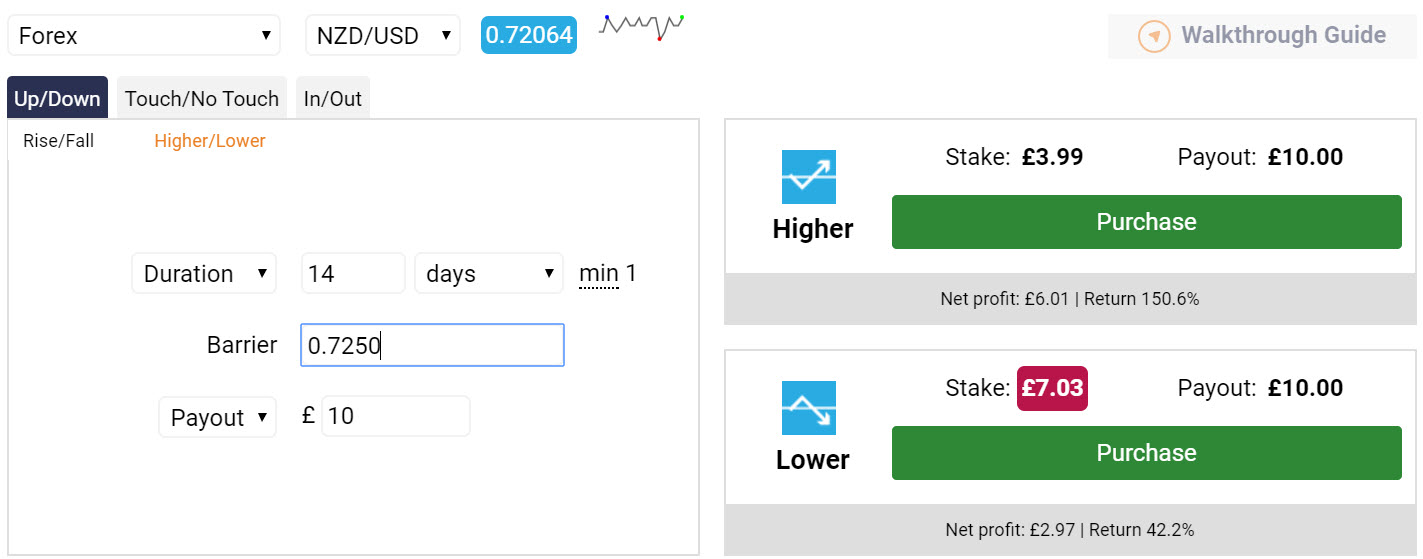 Forex ▼ NZD/USD ▼ 0.72064 Walkthrough Guide
Up/Down Touch/No Touch In/Out
Rise/Fall Higher/Lower
Duration ▼ 14 days ▼ min 1
Barrier 0.7250
Payout ▼ £ 10
Stake: £3.99 Payout: £10.00
Higher
Purchase
Net profit: £6.01 | Return 150.6%
Stake: £7.03 Payout: £10.00
Lower
Purchase
Net profit: £2.97 | Return 42.2%